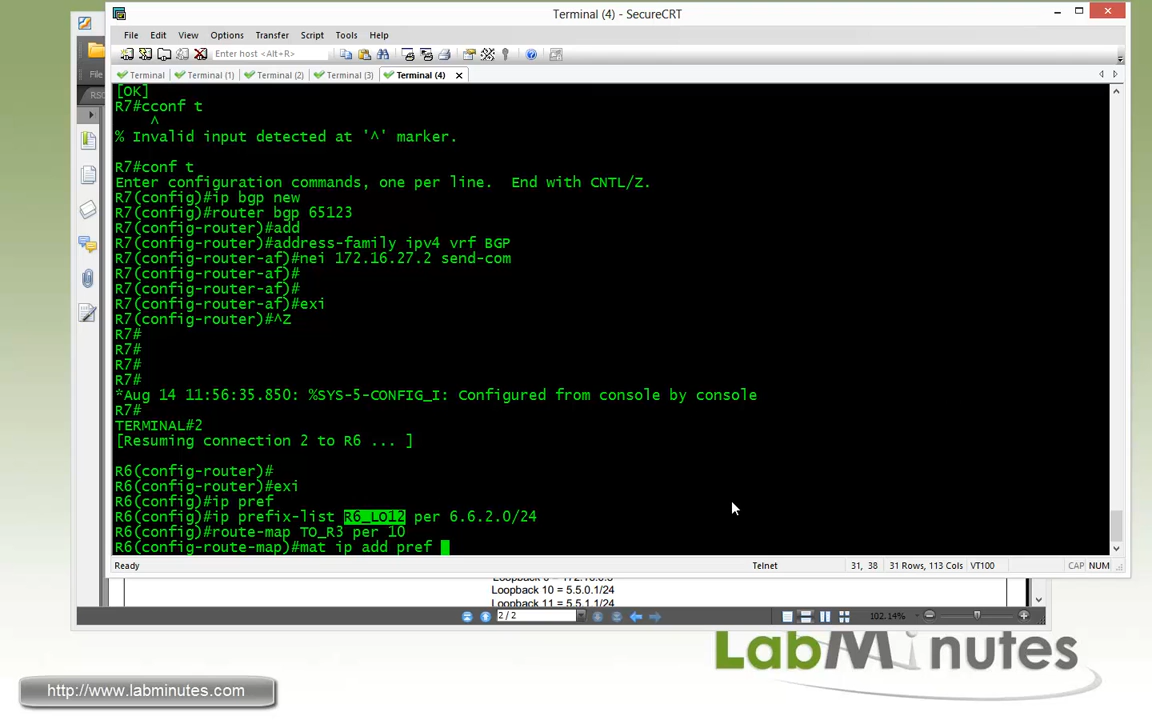 Terminal (4) - SecureCRT
File Edit View Options Transfer Script Tools Help
Enter host <Alt+R>
Terminal Terminal (1) Terminal (2) Terminal (3) Terminal (4)
File
[OK]
R7#cconf t
^
% Invalid input detected at '^' marker.
R7#conf t
Enter configuration commands, one per line. End with CNTL/Z.
R7(config)#ip bgp new
R7(config)#router bgp 65123
R7(config-router)#add
R7(config-router)#address-family ipv4 vrf BGP
R7(config-router-af)#nei 172.16.27.2 send-com
R7(config-router-af)#
R7(config-router-af)#
R7(config-router-af)#exi
R7(config-router)#^Z
R7#
R7#
R7#
R7#
*Aug 14 11:56:35.850: %SYS-5-CONFIG_I: Configured from console by console
R7#
TERMINAL#2
[Resuming connection 2 to R6 ... ]
R6(config-router)#
R6(config-router)#exi
R6(config)#ip pref
R6(config)#ip prefix-list R6_LO12 per 6.6.2.0/24
R6(config)#route-map TO_R3 per 10
R6(config-route-map)#mat ip add pref
Ready Telnet 31, 38 31 Rows, 113 Cols VT100 CAP NUM
Loopback 10 = 5.5.0.1/24
Loopback 11 = 5.5.1.1/24
2 / 2 102.14%
LabMinutes
http://www.labminutes.com